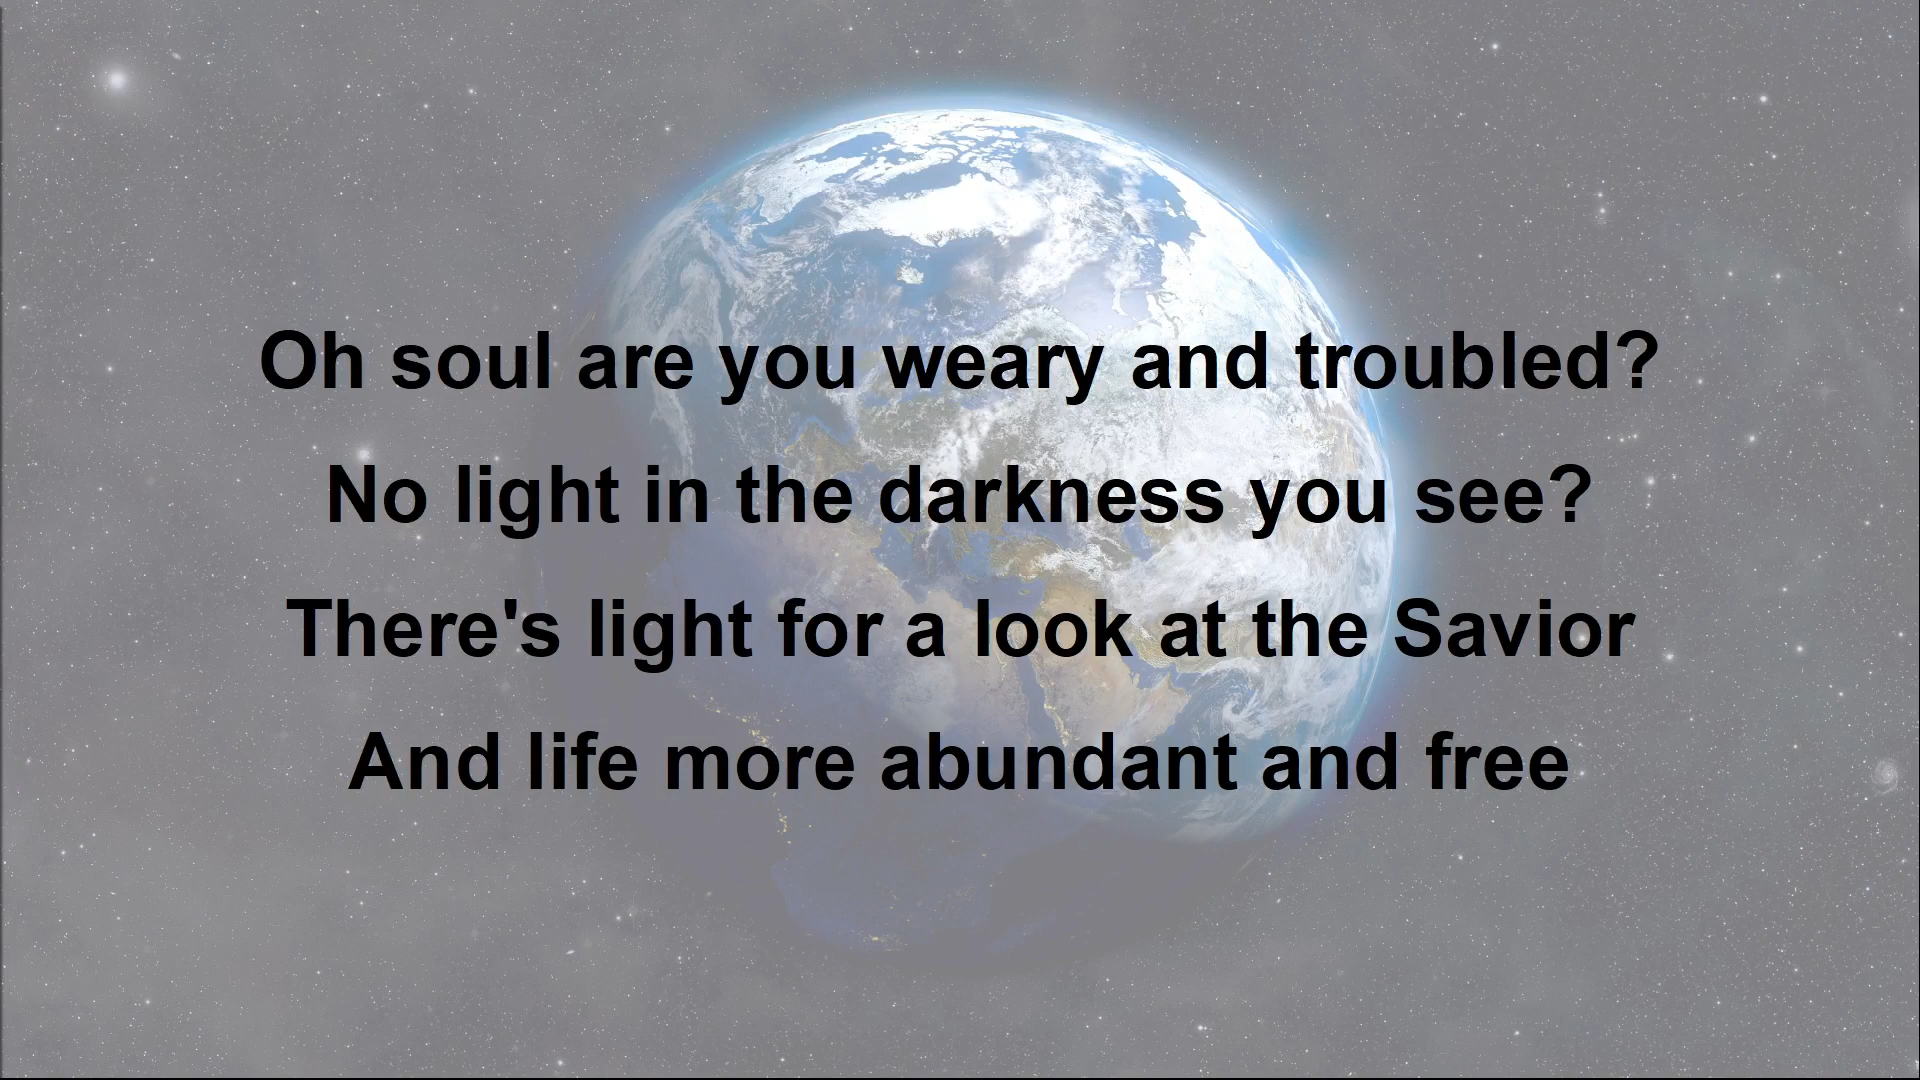 Oh soul are you weary and troubled?
No light in the darkness you see?
There's light for a look at the Savior
And life more abundant and free